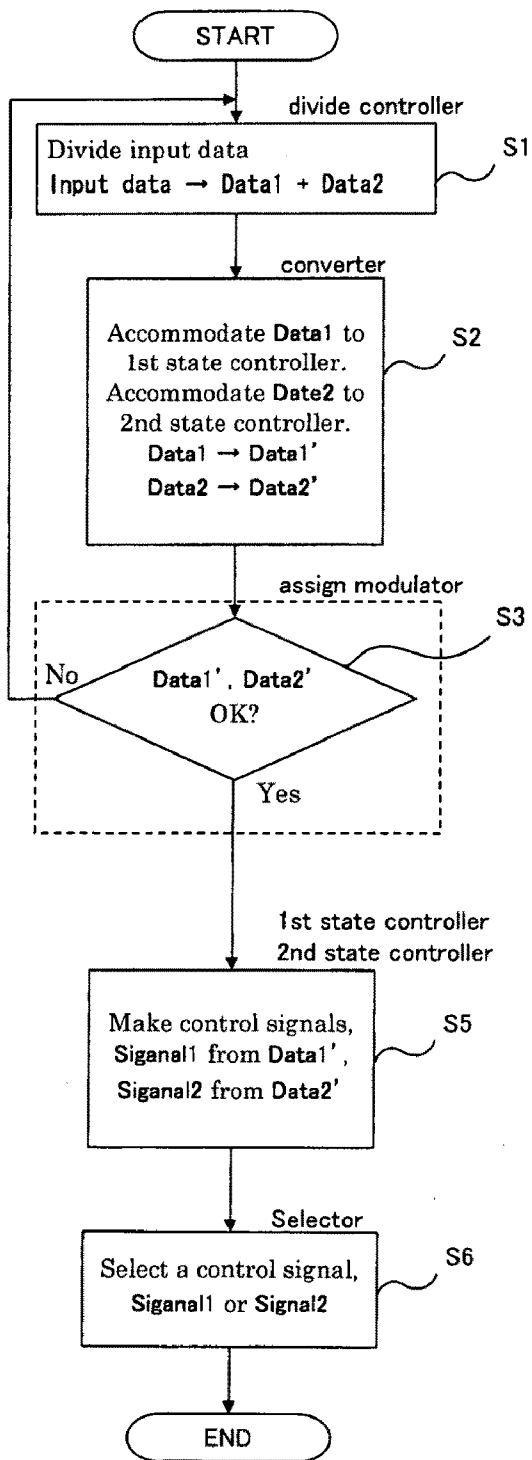 START
divide controller
Divide input data
Input data → Data1 + Data2
S1
converter
Accommodate Data1 to
1st state controller.
Accommodate Date2 to
2nd state controller.
Data1 → Data1'
Data2 → Data2'
S2
assign modulator
S3
No
Data1', Data2'
OK?
Yes
1st state controller
2nd state controller
Make control signals,
Siganal1 from Data1',
Siganal2 from Data2'
S5
Selector
Select a control signal,
Siganal1 or Signal2
S6
END